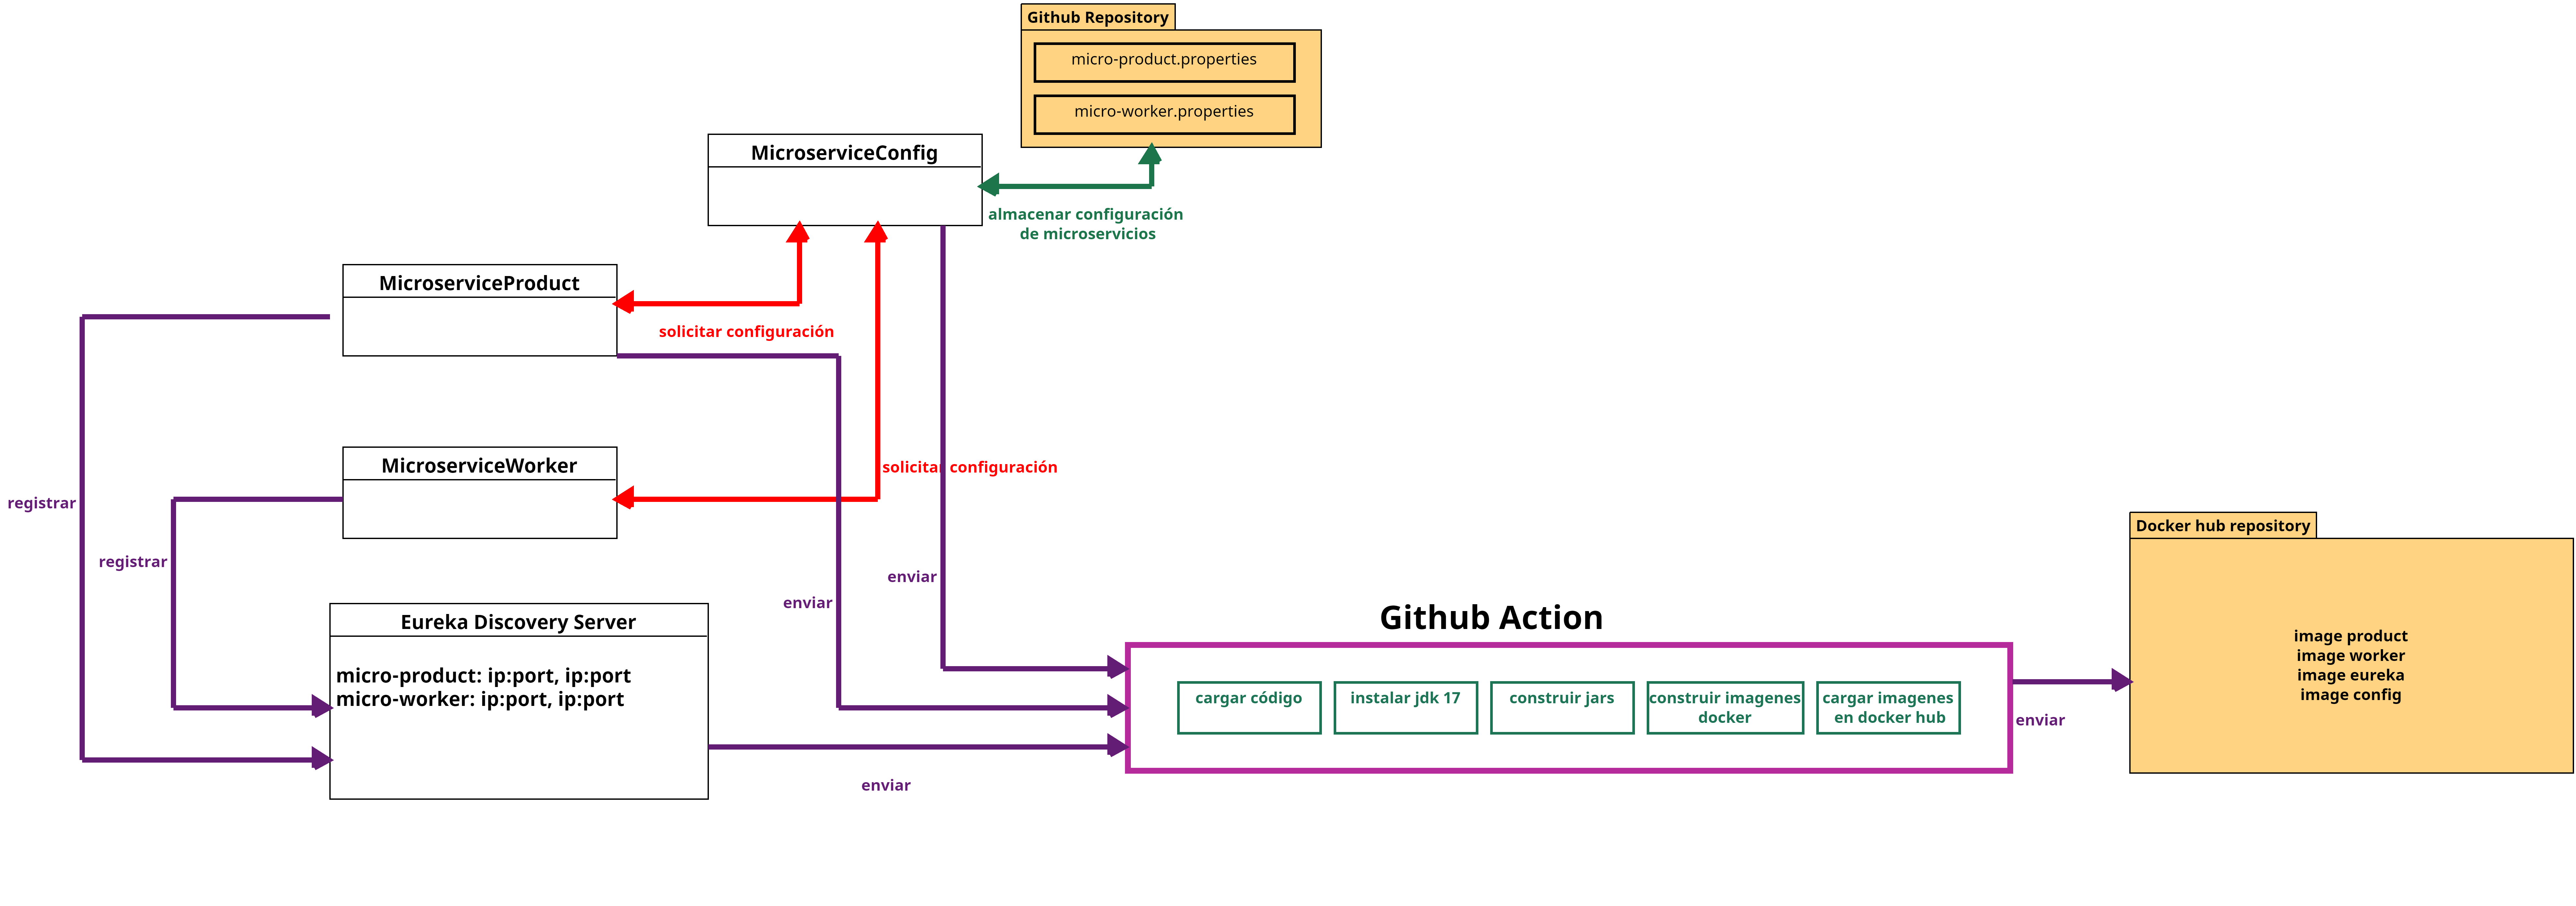 Github Repository
micro-product.properties
micro-worker.properties
MicroserviceConfig
almacenar configuración
de microservicios
MicroserviceProduct
solicitar configuración
MicroserviceWorker
solicitar configuración
registrar
registrar
enviar
enviar
Eureka Discovery Server
micro-product: ip:port, ip:port
micro-worker: ip:port, ip:port
enviar
Github Action
cargar código
instalar jdk 17
construir jars
construir imagenes
docker
cargar imagenes
en docker hub
enviar
Docker hub repository
image product
image worker
image eureka
image config